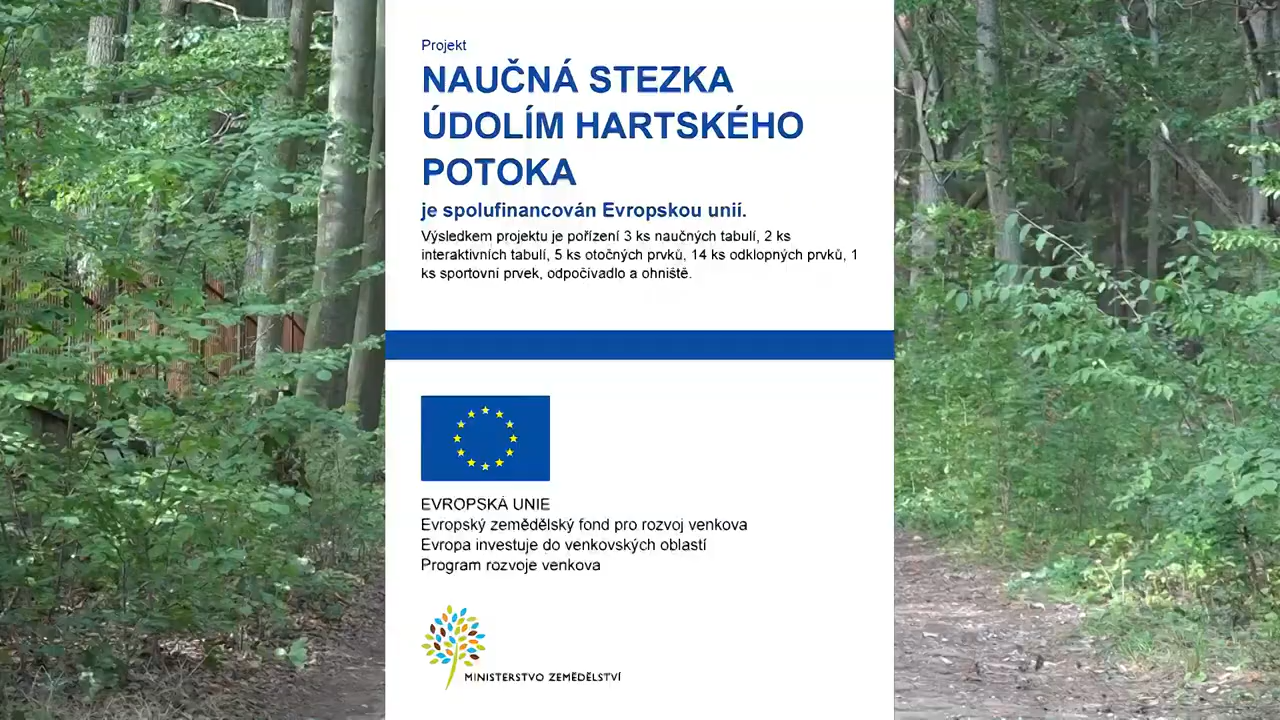 Projekt
NAUČNÁ STEZKA
ÚDOLÍM HARTSKÉHO
POTOKA
je spolufinancován Evropskou unií.
Výsledkem projektu je pořízení 3 ks naučných tabulí, 2 ks
interaktivních tabulí, 5 ks otočných prvků, 14 ks odklopných prvků, 1
ks sportovní prvek, odpočivadlo a ohniště.
EVROPSKÁ UNIE
Evropský zemědělský fond pro rozvoj venkova
Evropa investuje do venkovských oblastí
Program rozvoje venkova
MINISTERSTVO ZEMĚDĚLSTVÍ